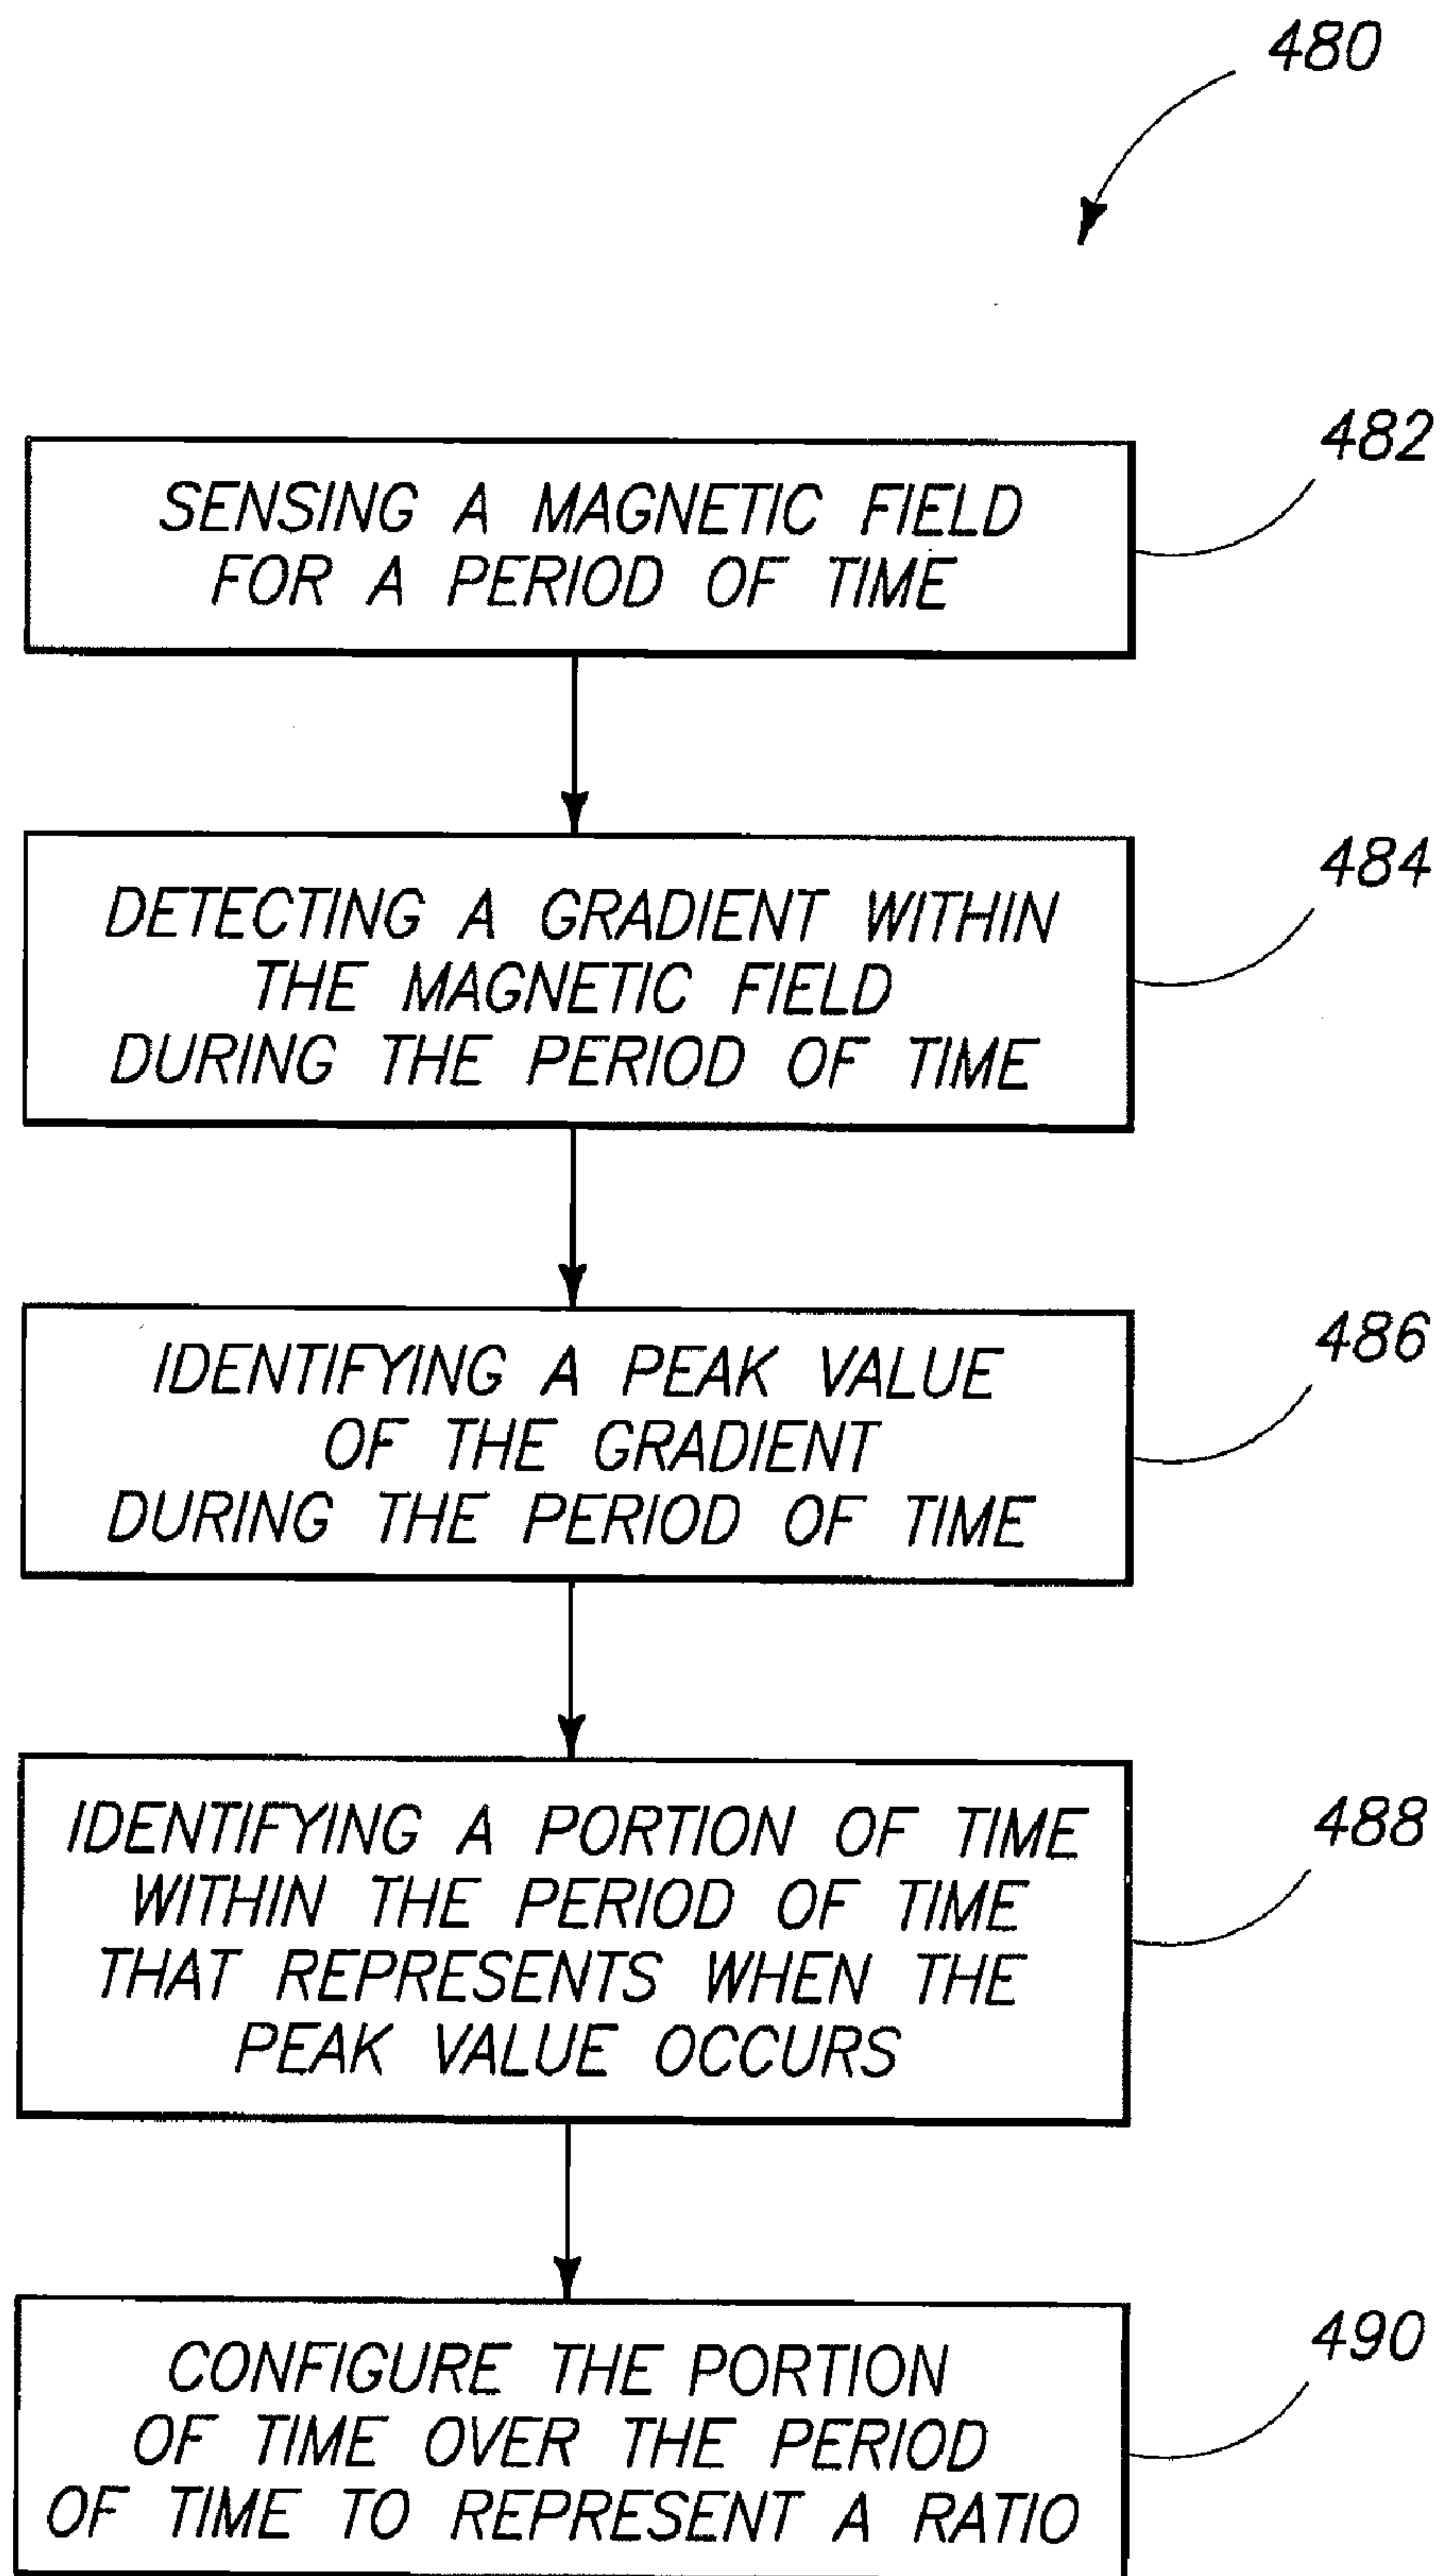 480
482
SENSING A MAGNETIC FIELD
FOR A PERIOD OF TIME
484
DETECTING A GRADIENT WITHIN
THE MAGNETIC FIELD
DURING THE PERIOD OF TIME
486
IDENTIFYING A PEAK VALUE
OF THE GRADIENT
DURING THE PERIOD OF TIME
488
IDENTIFYING A PORTION OF TIME
WITHIN THE PERIOD OF TIME
THAT REPRESENTS WHEN THE
PEAK VALUE OCCURS
490
CONFIGURE THE PORTION
OF TIME OVER THE PERIOD
OF TIME TO REPRESENT A RATIO